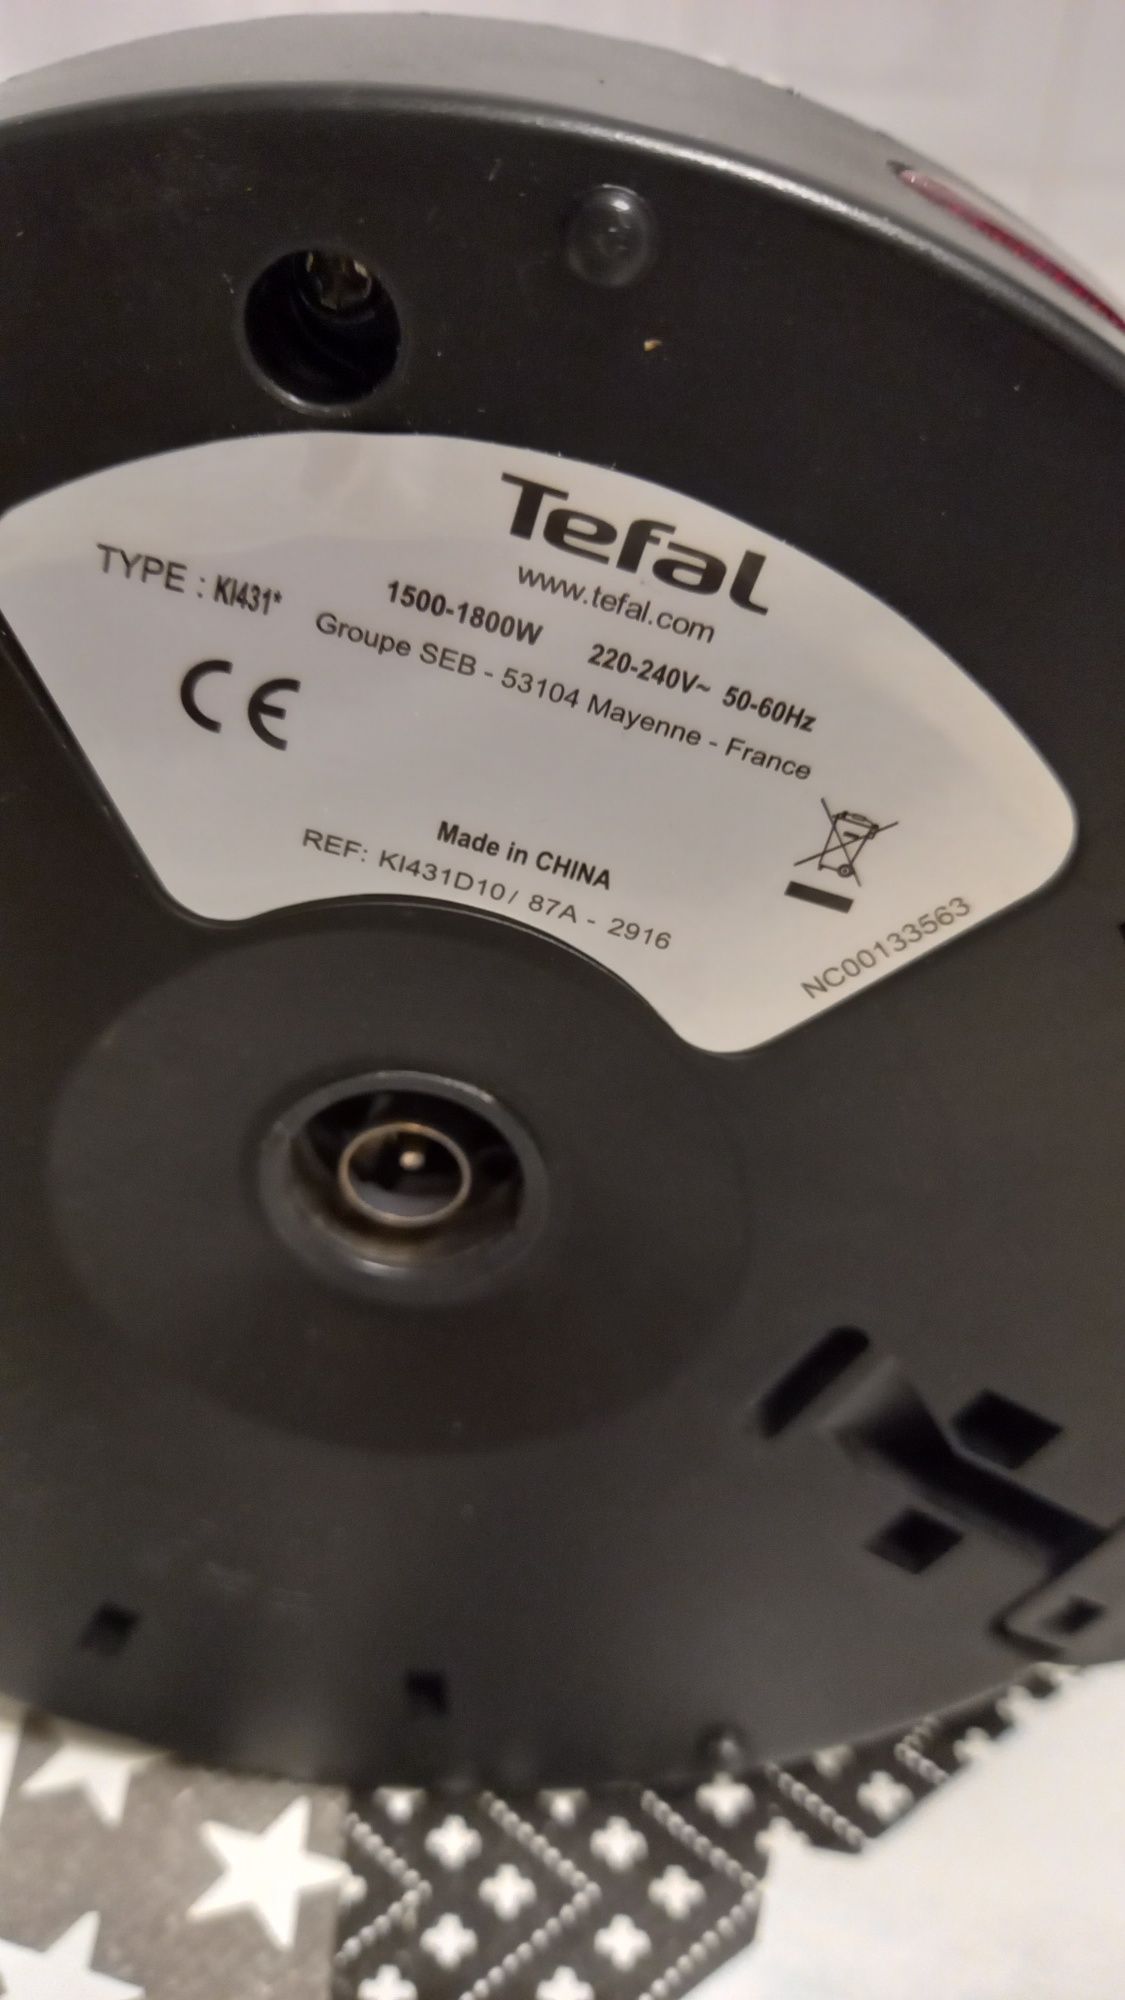 Tefal
www.tefal.com
TYPE : KI431* 1500-1800W 220-240V~ 50-60Hz
Groupe SEB - 53104 Mayenne - France
CE
Made in CHINA
REF: KI431D10/ 87A - 2916
NC00133563